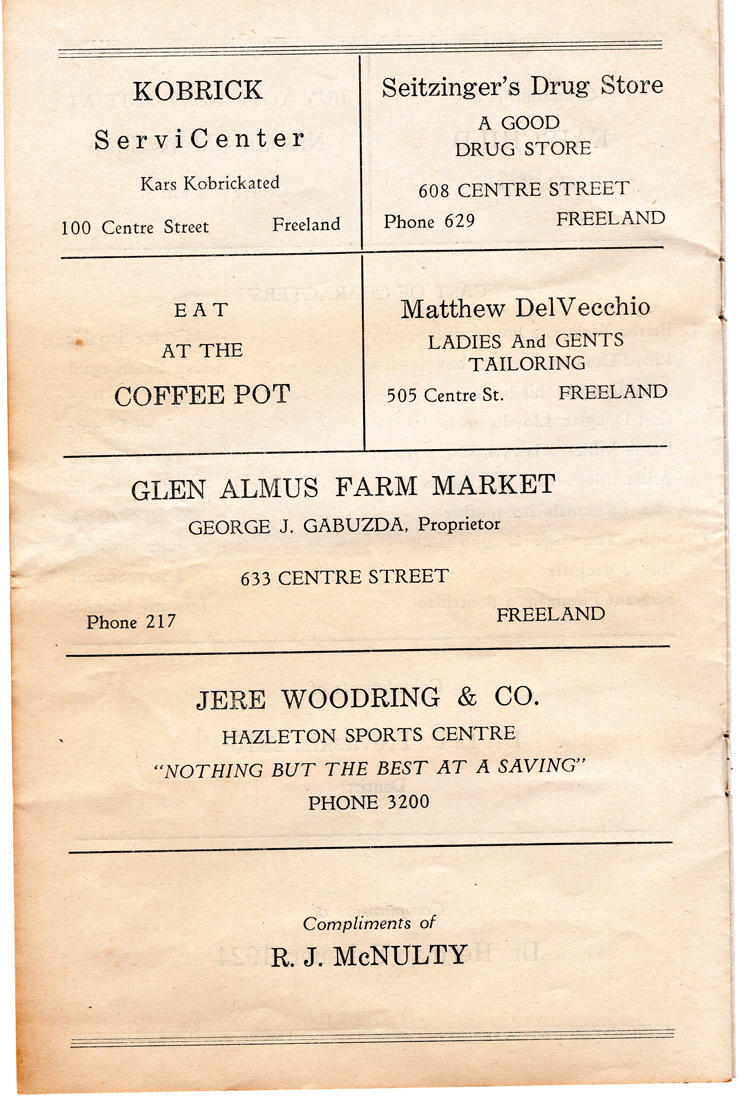 KOBRICK
ServiCenter
Kars Kobrickated
100 Centre Street Freeland
Seitzinger's Drug Store
A GOOD
DRUG STORE
608 CENTRE STREET
Phone 629 FREELAND
EAT
AT THE
COFFEE POT
Matthew DelVecchio
LADIES And GENTS
TAILORING
505 Centre St. FREELAND
GLEN ALMUS FARM MARKET
GEORGE J. GABUZDA, Proprietor
633 CENTRE STREET
Phone 217 FREELAND
JERE WOODRING & CO.
HAZLETON SPORTS CENTRE
"NOTHING BUT THE BEST AT A SAVING"
PHONE 3200
Compliments of
R. J. McNULTY